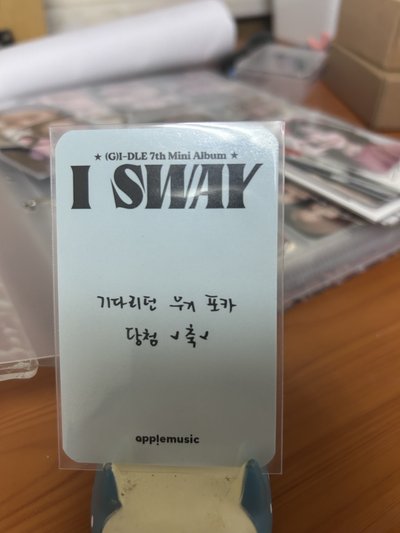 ★ (G)I-DLE 7th Mini Album ★
I SWAY
기다리던 우기 포카
당첨 ✓축✓
applemusic